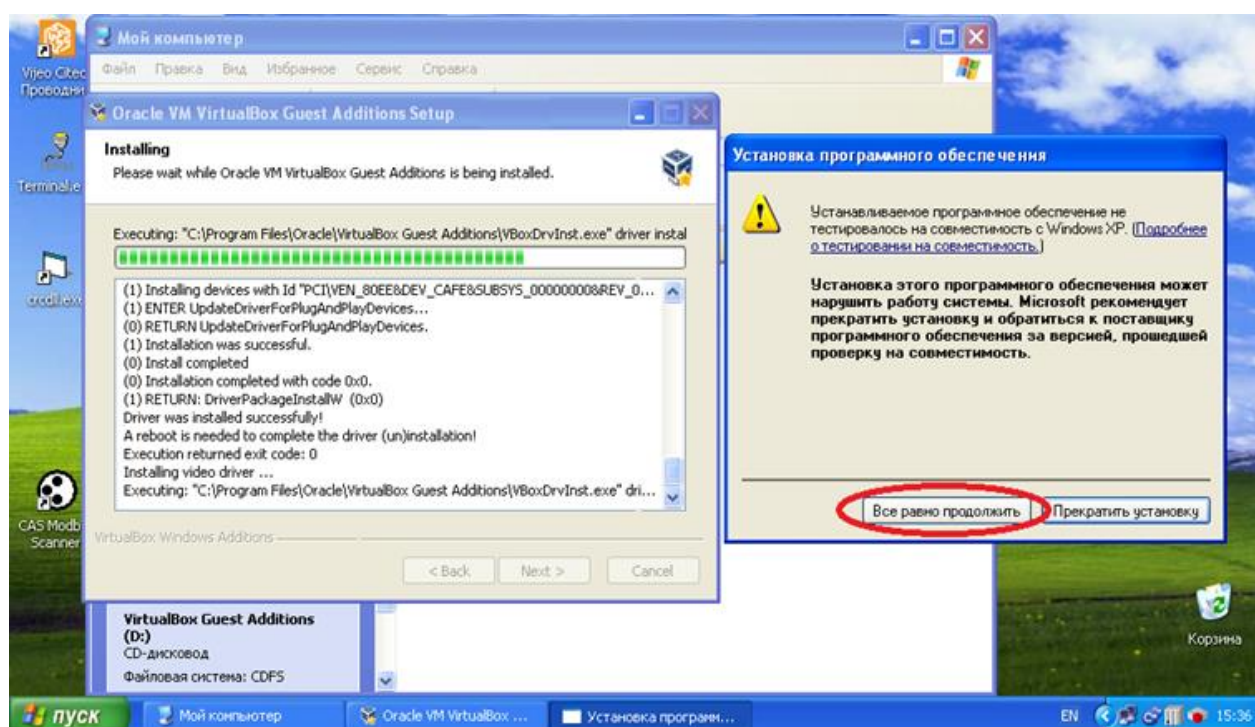 Vijeo Citec
Проводни
Terminal.e
CAS Modb
Scanner
Мой компьютер
Файл Правка Вид Избранное Сервис Справка
Oracle VM VirtualBox Guest Additions Setup
Installing
Please wait while Oracle VM VirtualBox Guest Additions is being installed.
Executing: "C:\Program Files\Oracle\VirtualBox Guest Additions\VBoxDrvInst.exe" driver instal
(1) Installing devices with Id "PCI\VEN_80EE&DEV_CAFE&SUBSYS_00000000&REV_0...
(1) ENTER UpdateDriverForPlugAndPlayDevices...
(0) RETURN UpdateDriverForPlugAndPlayDevices.
(1) Installation was successful.
(0) Install completed
(0) Installation completed with code 0x0.
(1) RETURN: DriverPackageInstallW (0x0)
Driver was installed successfully!
A reboot is needed to complete the driver (un)installation!
Execution returned exit code: 0
Installing video driver ...
Executing: "C:\Program Files\Oracle\VirtualBox Guest Additions\VBoxDrvInst.exe" dri...
VirtualBox Windows Additions
< Back Next > Cancel
VirtualBox Guest Additions
(D:)
CD-дисковод
Файловая система: CDFS
Установка программного обеспечения
Устанавливаемое программное обеспечение не
тестировалось на совместимость с Windows XP. (Подробнее
о тестировании на совместимость.)
Установка этого программного обеспечения может
нарушить работу системы. Microsoft рекомендует
прекратить установку и обратиться к поставщику
программного обеспечения за версией, прошедшей
проверку на совместимость.
Все равно продолжить Прекратить установку
Корзина
пуск Мой компьютер Oracle VM VirtualBox ... Установка программ... EN 15:36